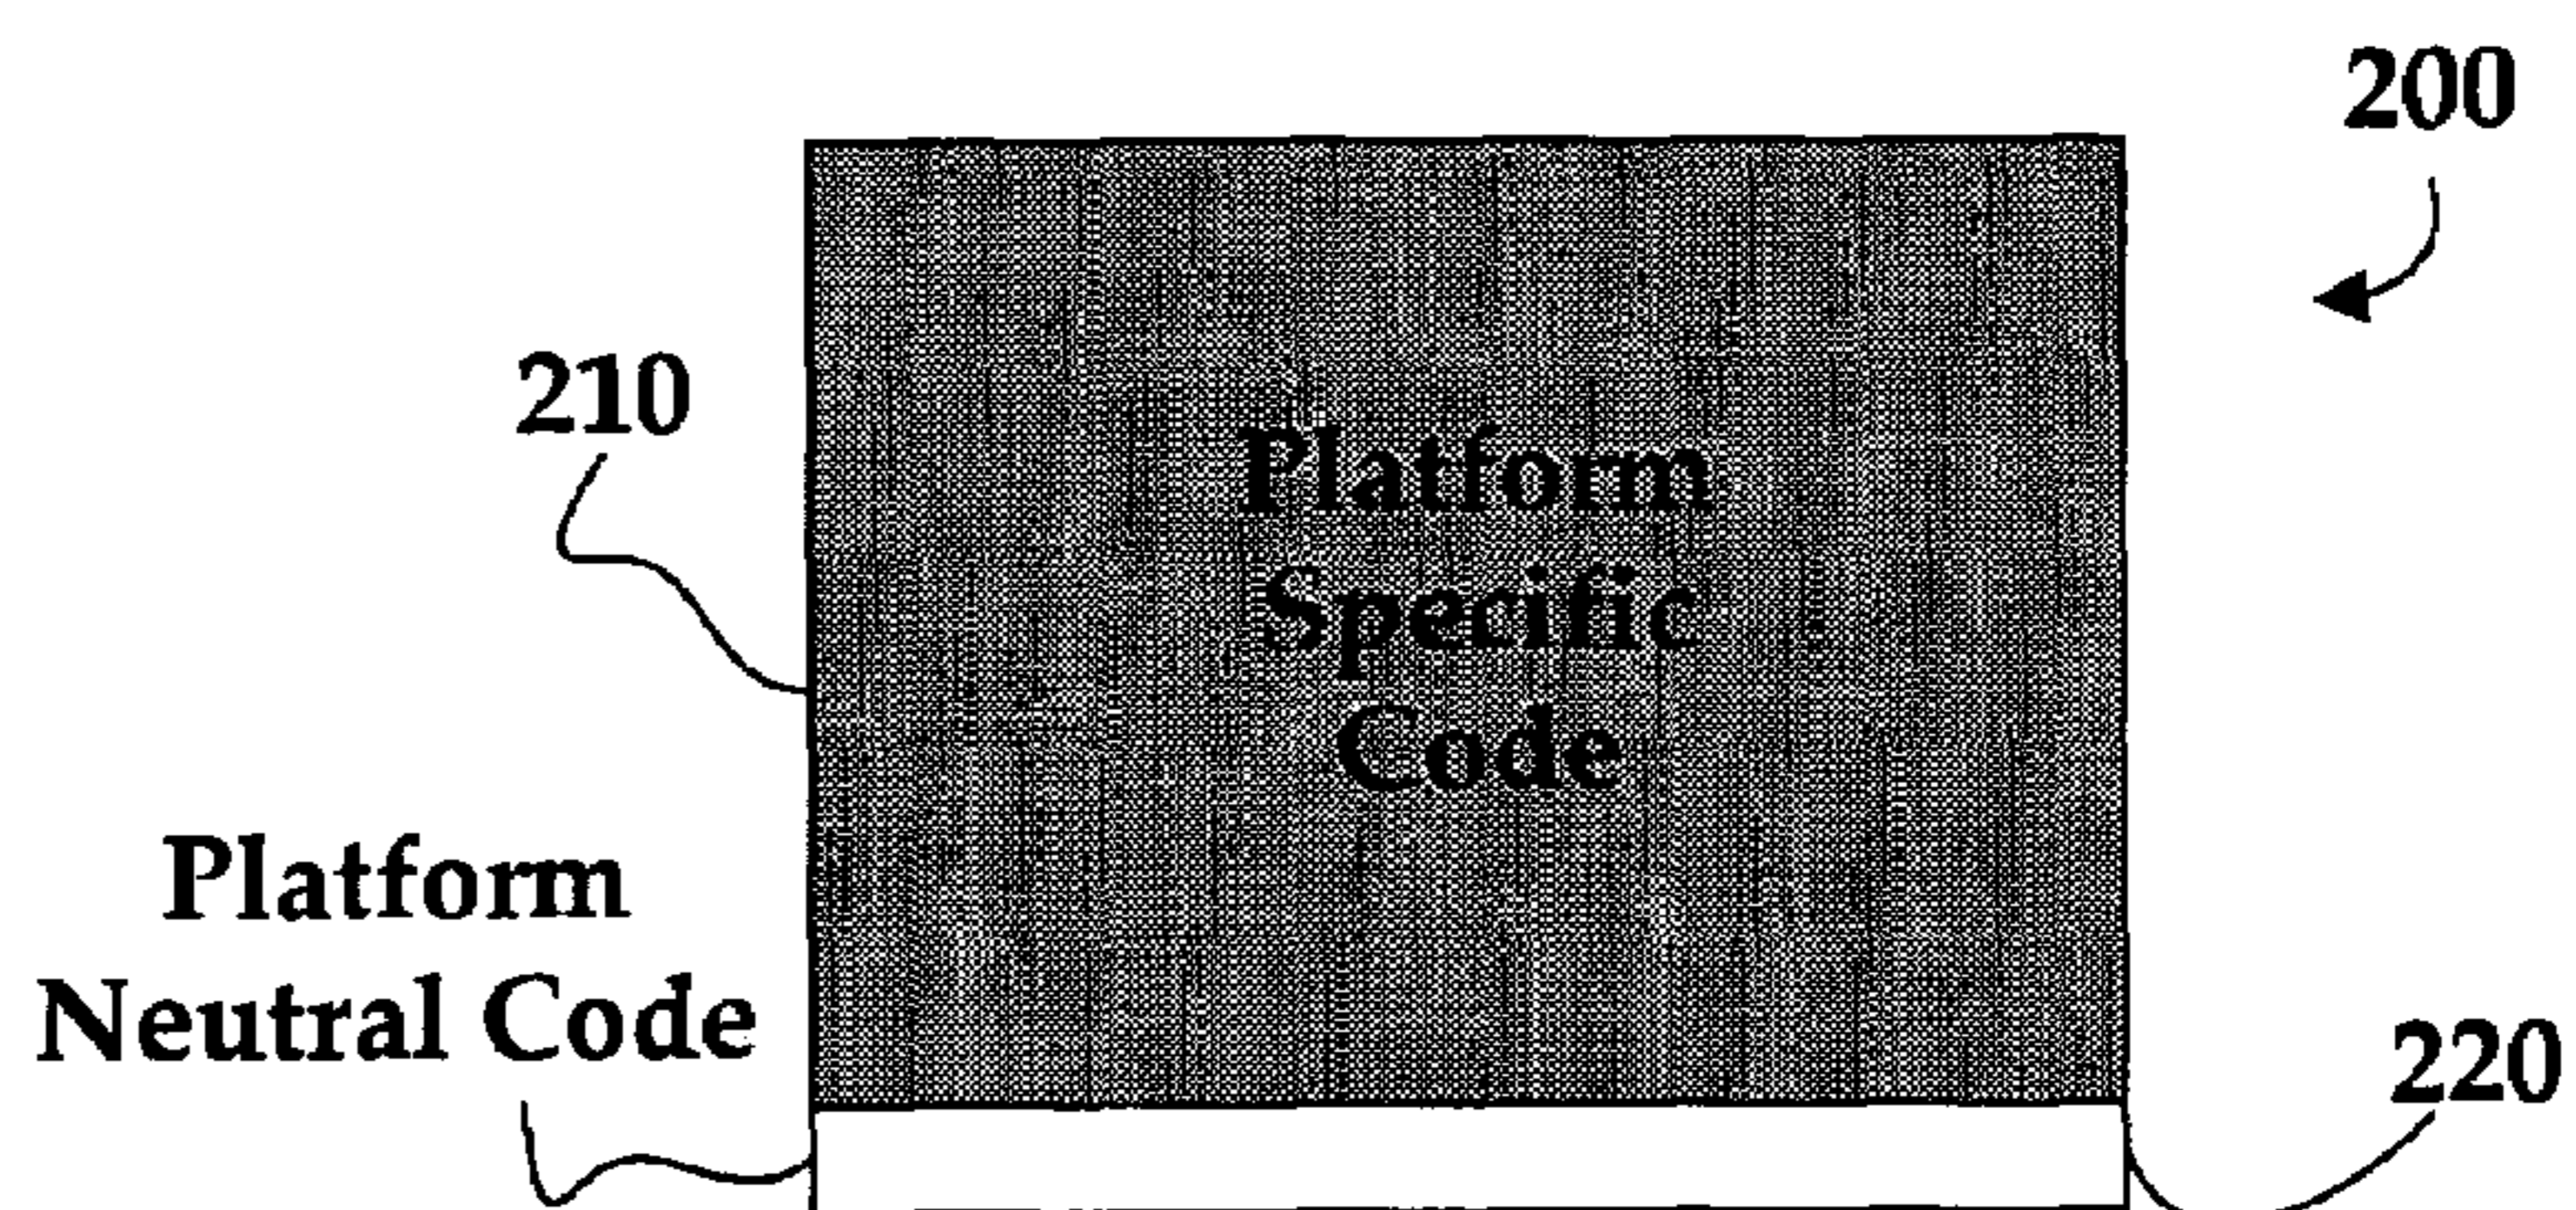 200
210
Platform
Specific
Code
Platform
Neutral Code
220